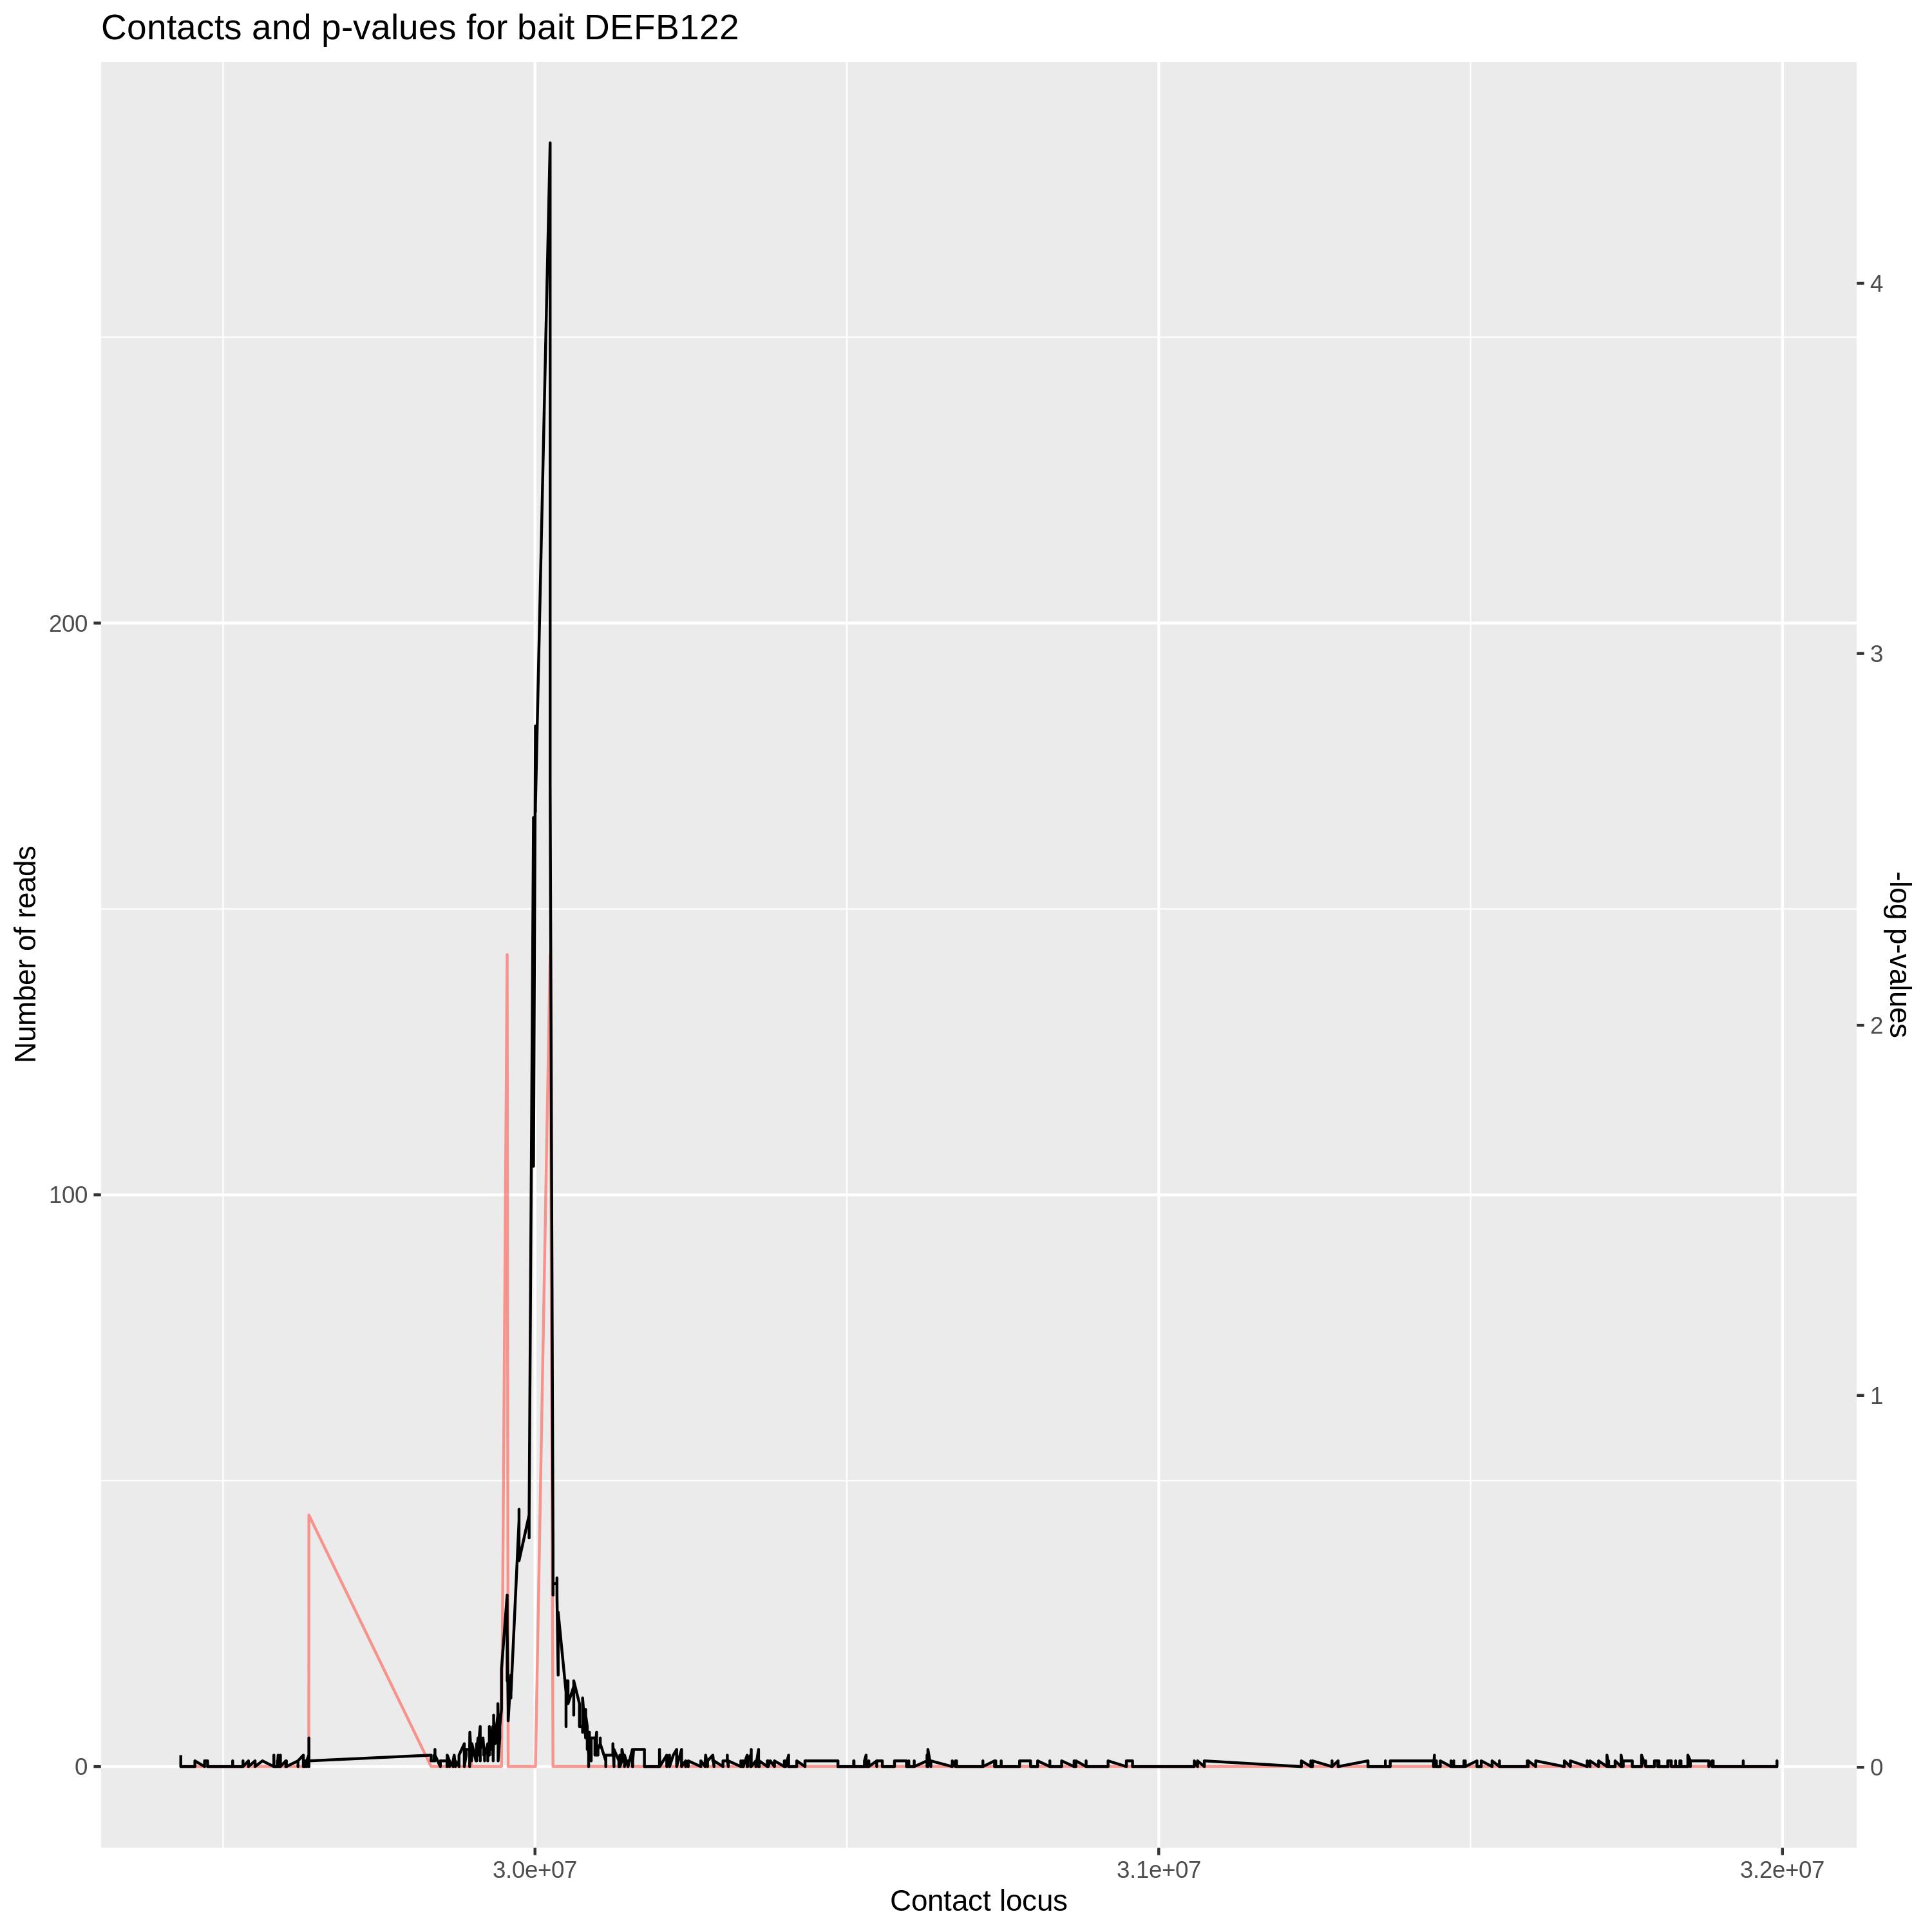 Contacts and p-values for bait DEFB122
Number of reads
200
100
0
4
3
2
1
0
-log p-values
3.0e+07
3.1e+07
3.2e+07
Contact locus